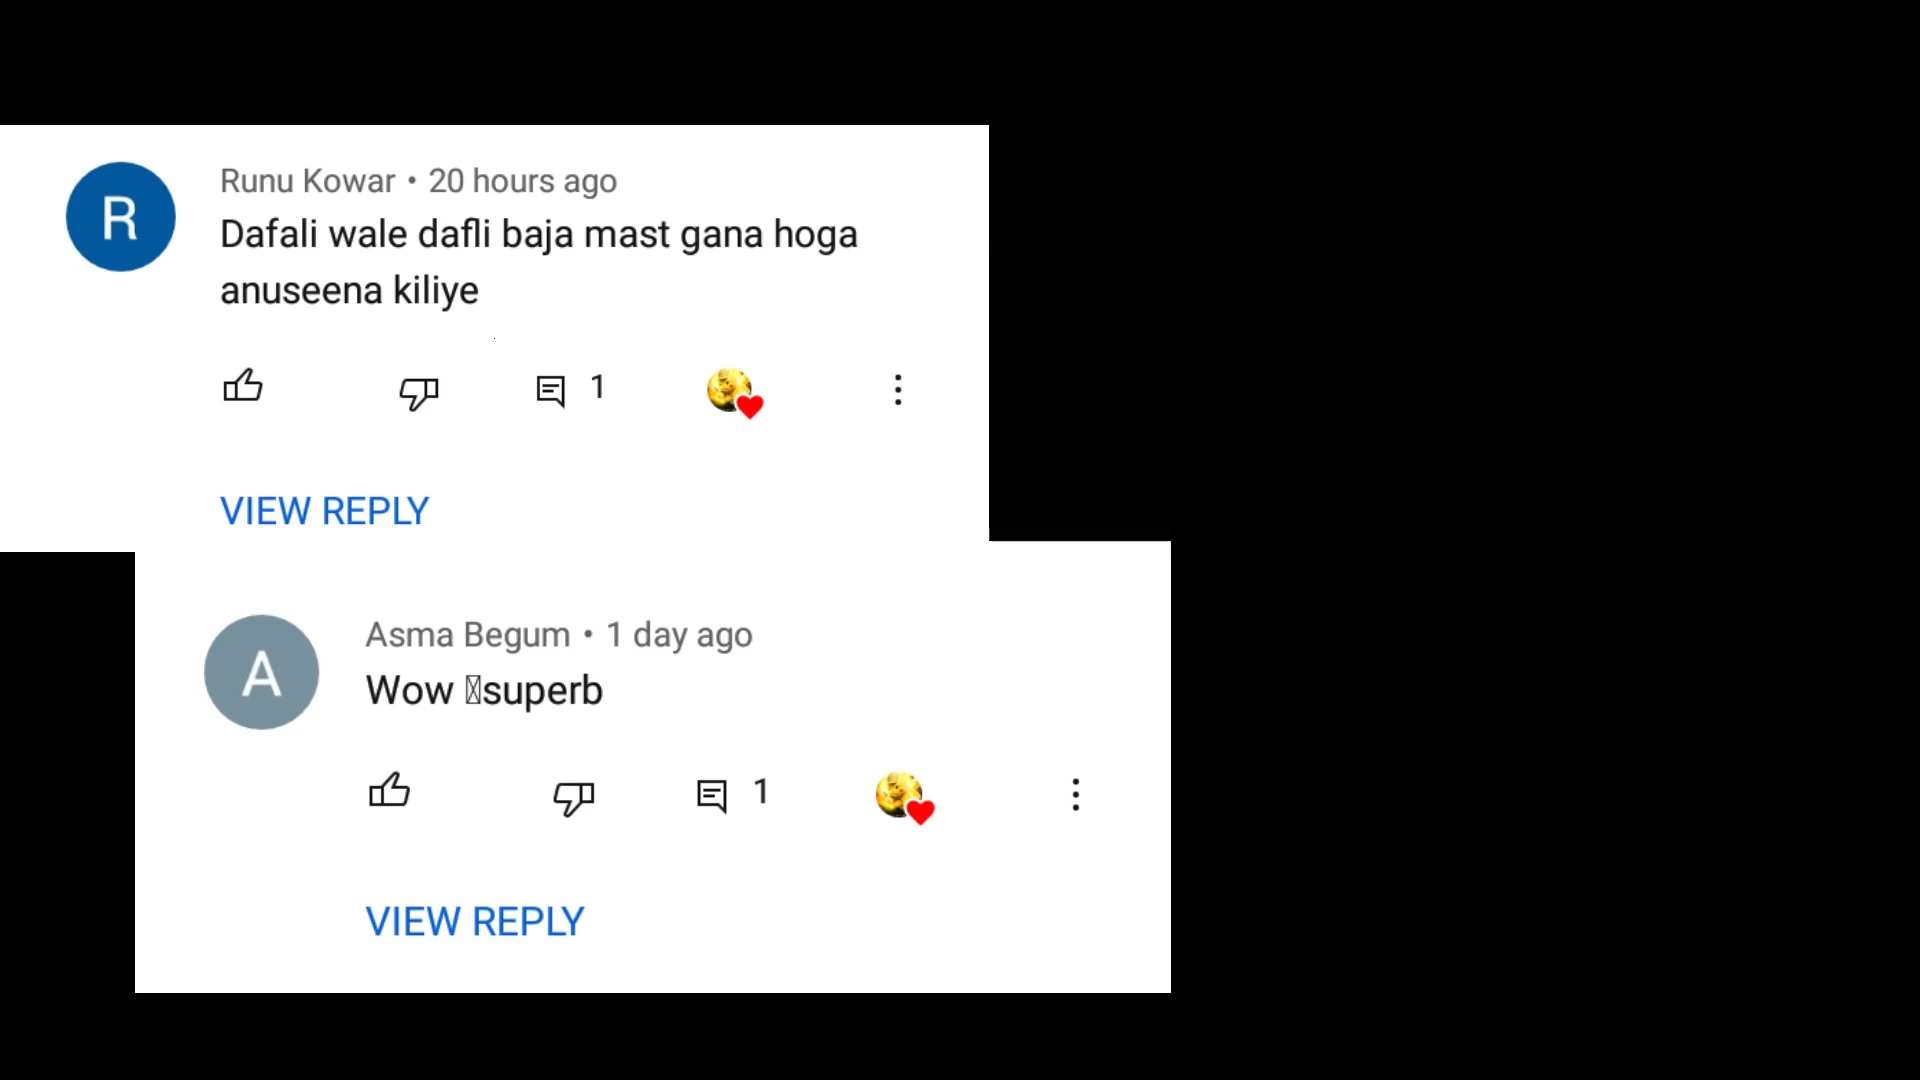 R
Runu Kowar • 20 hours ago
Dafali wale dafli baja mast gana hoga
anuseena kiliye
1
VIEW REPLY
A
Asma Begum • 1 day ago
Wow superb
1
VIEW REPLY